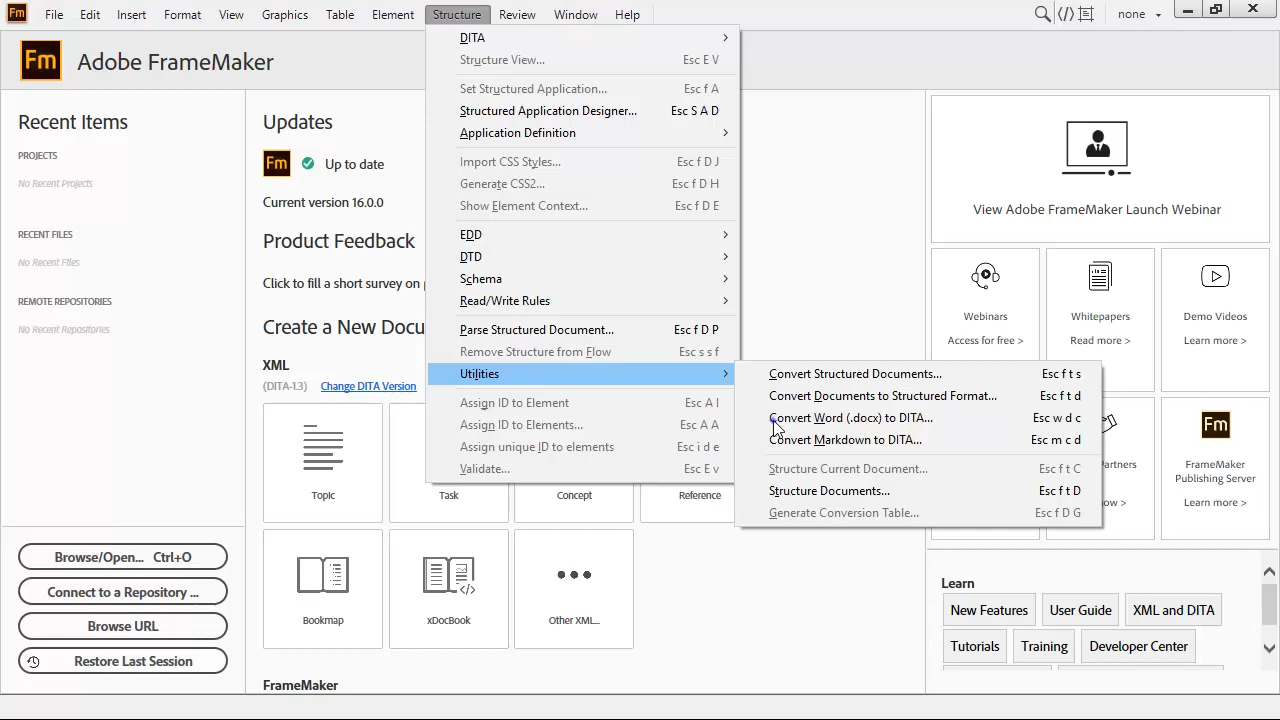 Fm File Edit Insert Format View Graphics Table Element Structure Review Window Help none
Fm Adobe FrameMaker
Recent Items
PROJECTS
No Recent Projects
RECENT FILES
No Recent Files
REMOTE REPOSITORIES
No Recent Repositories
Browse/Open... Ctrl+O
Connect to a Repository ...
Browse URL
Restore Last Session
Updates
Fm Up to date
Current version 16.0.0
Product Feedback
Click to fill a short survey on
Create a New Docu
XML
(DITA-1.3) Change DITA Version
Topic
Task
Concept
Reference
Bookmap
xDocBook
Other XML...
FrameMaker
DITA
Structure View... Esc E V
Set Structured Application... Esc f A
Structured Application Designer... Esc S A D
Application Definition
Import CSS Styles... Esc f D J
Generate CSS2... Esc f D H
Show Element Context... Esc f D E
EDD
DTD
Schema
Read/Write Rules
Parse Structured Document... Esc f D P
Remove Structure from Flow Esc s s f
Utilities
Assign ID to Element Esc A I
Assign ID to Elements... Esc A A
Assign unique ID to elements Esc i d e
Validate... Esc E v
Convert Structured Documents... Esc f t s
Convert Documents to Structured Format... Esc f t d
Convert Word (.docx) to DITA... Esc w d c
Convert Markdown to DITA... Esc m c d
Structure Current Document... Esc f t C
Structure Documents... Esc f t D
Generate Conversion Table... Esc f D G
View Adobe FrameMaker Launch Webinar
Webinars
Access for free >
Whitepapers
Read more >
Demo Videos
Learn more >
artners
ow >
Fm
FrameMaker
Publishing Server
Learn more >
Learn
New Features
User Guide
XML and DITA
Tutorials
Training
Developer Center